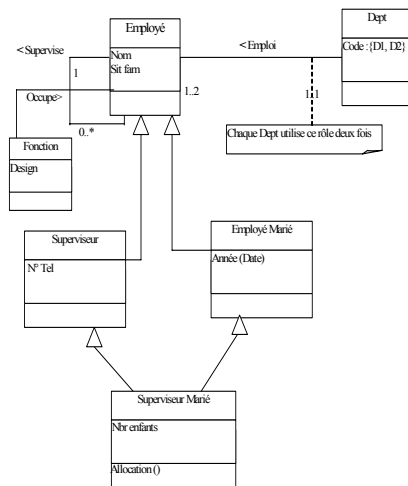 Employé
Nom
Sit fam
Dept
Code :{D1, D2}
<Supervise
<Emploi
1
Occupe>
1..2
1..1
0..*
Chaque Dept utilise ce rôle deux fois
Fonction
Design
Superviseur
N° Tel
Employé Marié
Année (Date)
Superviseur Marié
Nbr enfants
Allocation ()